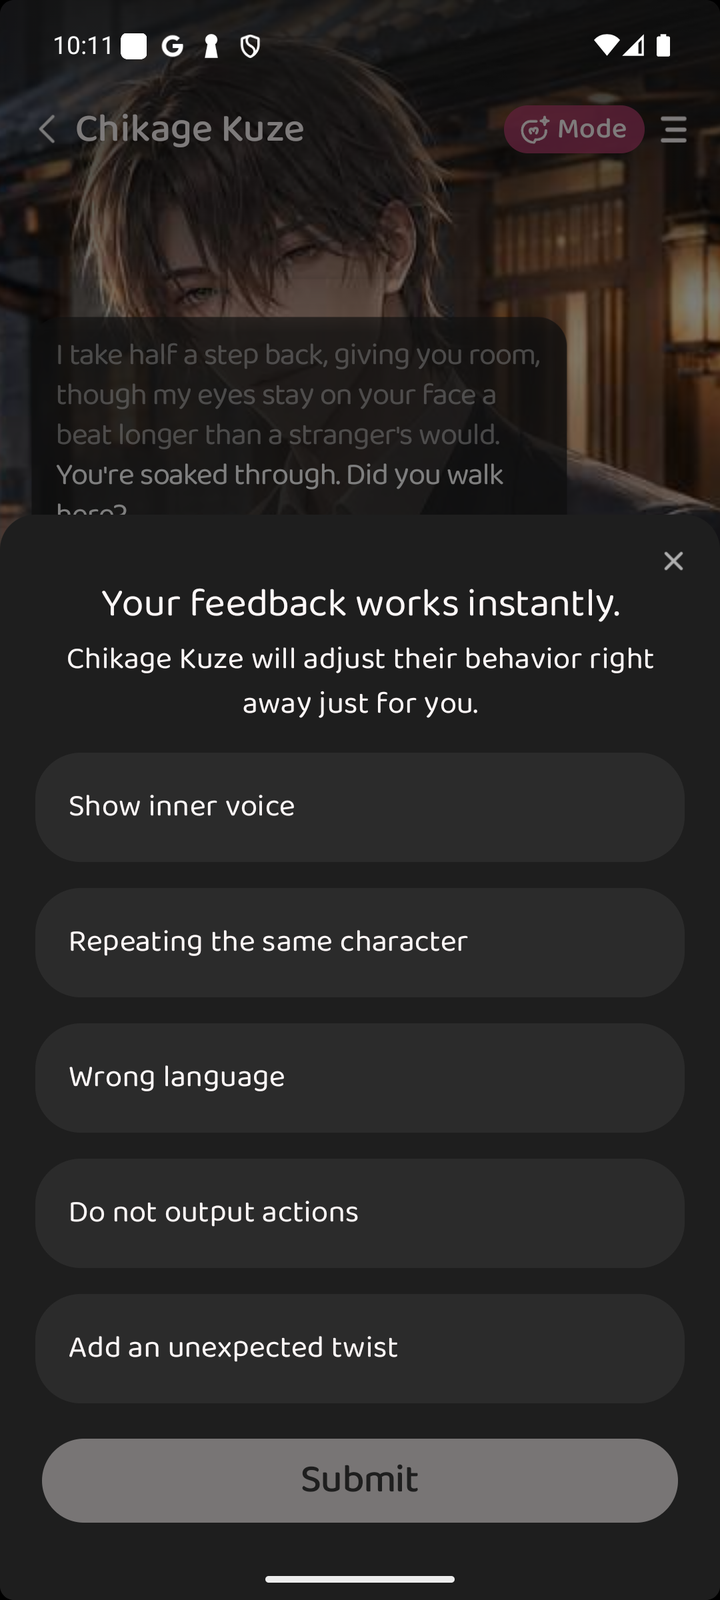 10:11
Chikage Kuze
Mode
I take half a step back, giving you room,
though my eyes stay on your face a
beat longer than a stranger's would.
You're soaked through. Did you walk
here?
Your feedback works instantly.
Chikage Kuze will adjust their behavior right
away just for you.
Show inner voice
Repeating the same character
Wrong language
Do not output actions
Add an unexpected twist
Submit